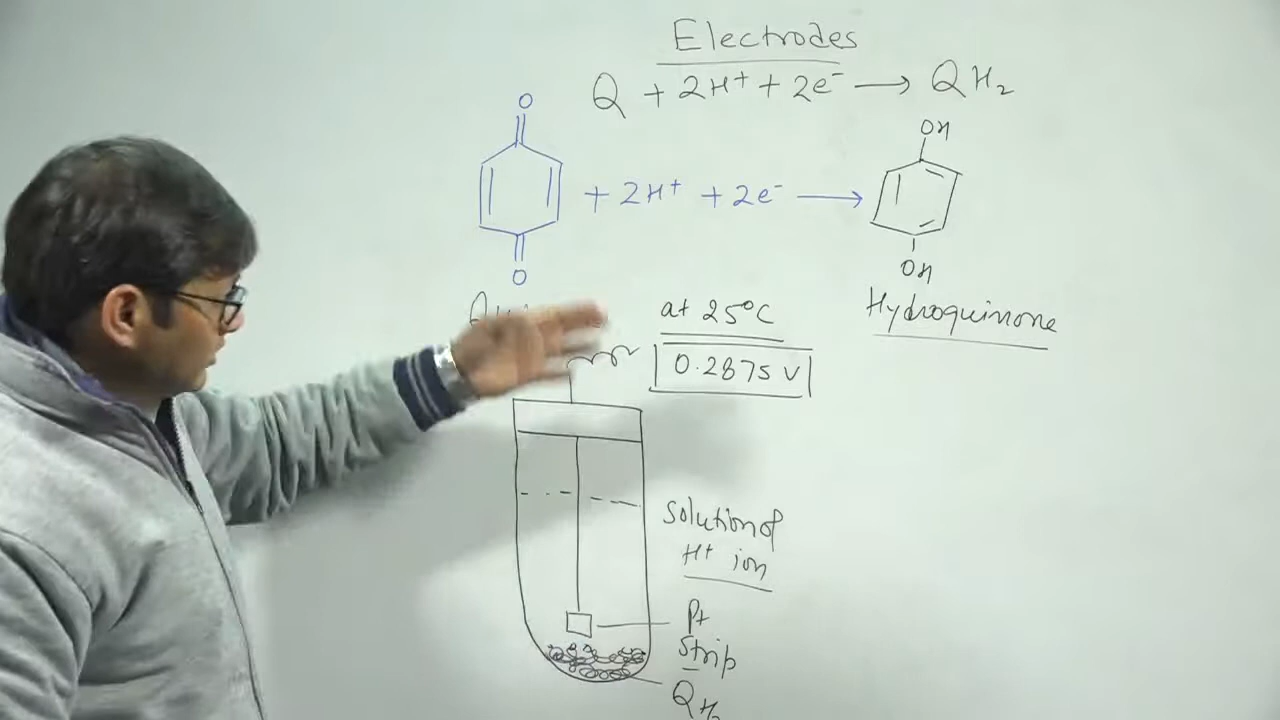 Electrodes
Q + 2H⁺ + 2e⁻ → QH₂
O
OH
+ 2H⁺ + 2e⁻ →
O
OH
at 25°C
Hydroquinone
0.2875 V
Solution of
H⁺ ion
Pt
Strip
QH₂